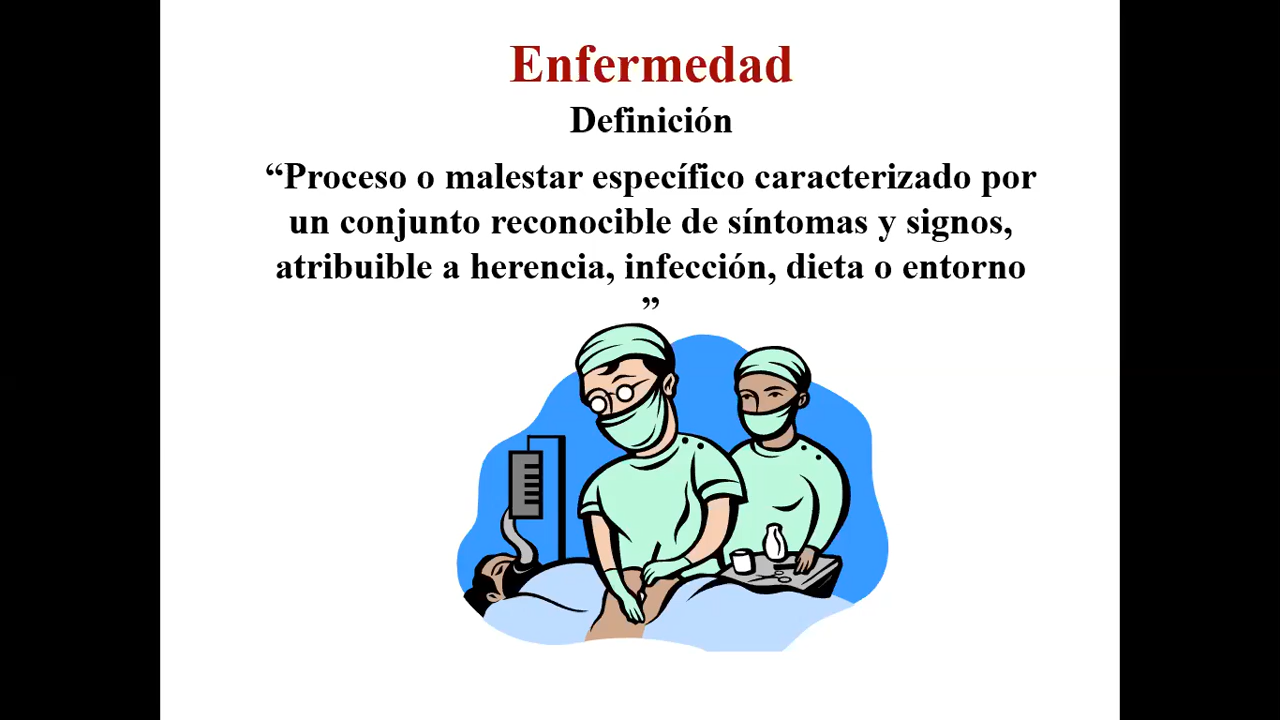 Enfermedad
Definición
“Proceso o malestar específico caracterizado por
un conjunto reconocible de síntomas y signos,
atribuible a herencia, infección, dieta o entorno
”